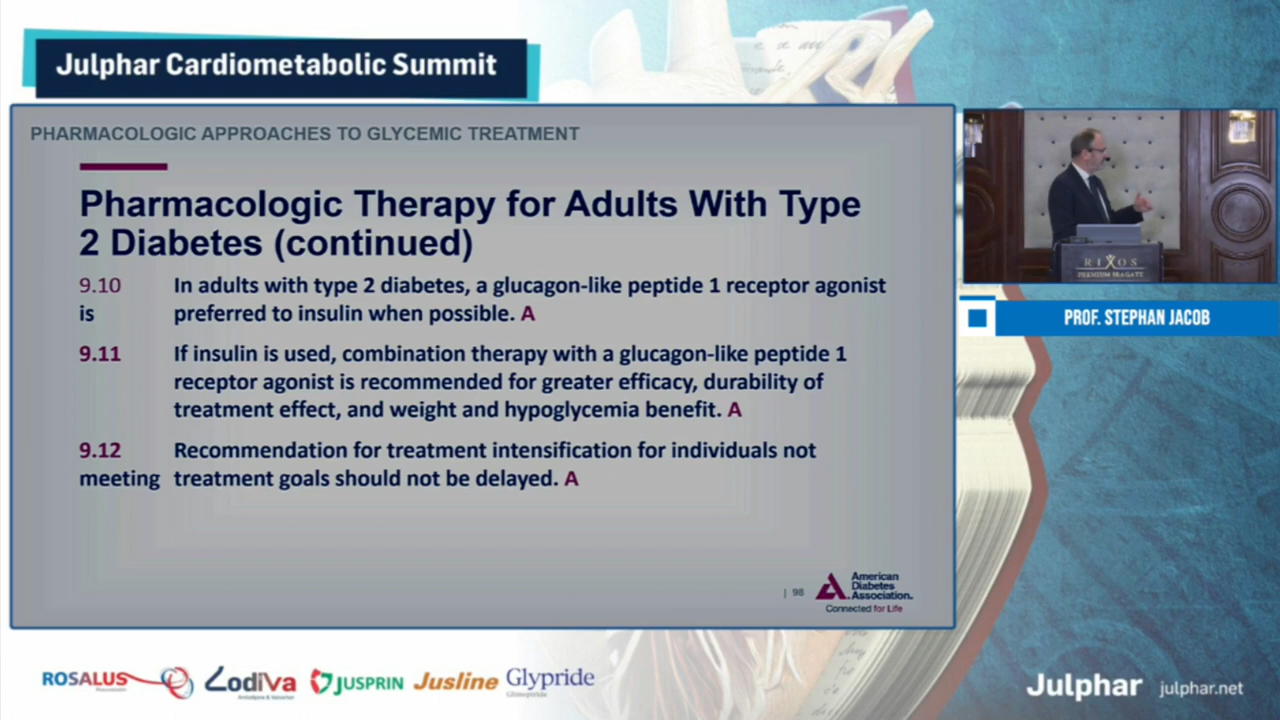 Julphar Cardiometabolic Summit
PHARMACOLOGIC APPROACHES TO GLYCEMIC TREATMENT
Pharmacologic Therapy for Adults With Type
2 Diabetes (continued)
9.10 In adults with type 2 diabetes, a glucagon-like peptide 1 receptor agonist
is preferred to insulin when possible. A
9.11 If insulin is used, combination therapy with a glucagon-like peptide 1
receptor agonist is recommended for greater efficacy, durability of
treatment effect, and weight and hypoglycemia benefit. A
9.12 Recommendation for treatment intensification for individuals not
meeting treatment goals should not be delayed. A
| 98
American
Diabetes
Association.
Connected for Life
RIXOS
PREMIUM SEAGATE
PROF. STEPHAN JACOB
ROSALUS
Lodiva
Amlodipine & Valsartan
JUSPRIN
Jusline
Glypride
Glimepiride
Julphar
julphar.net